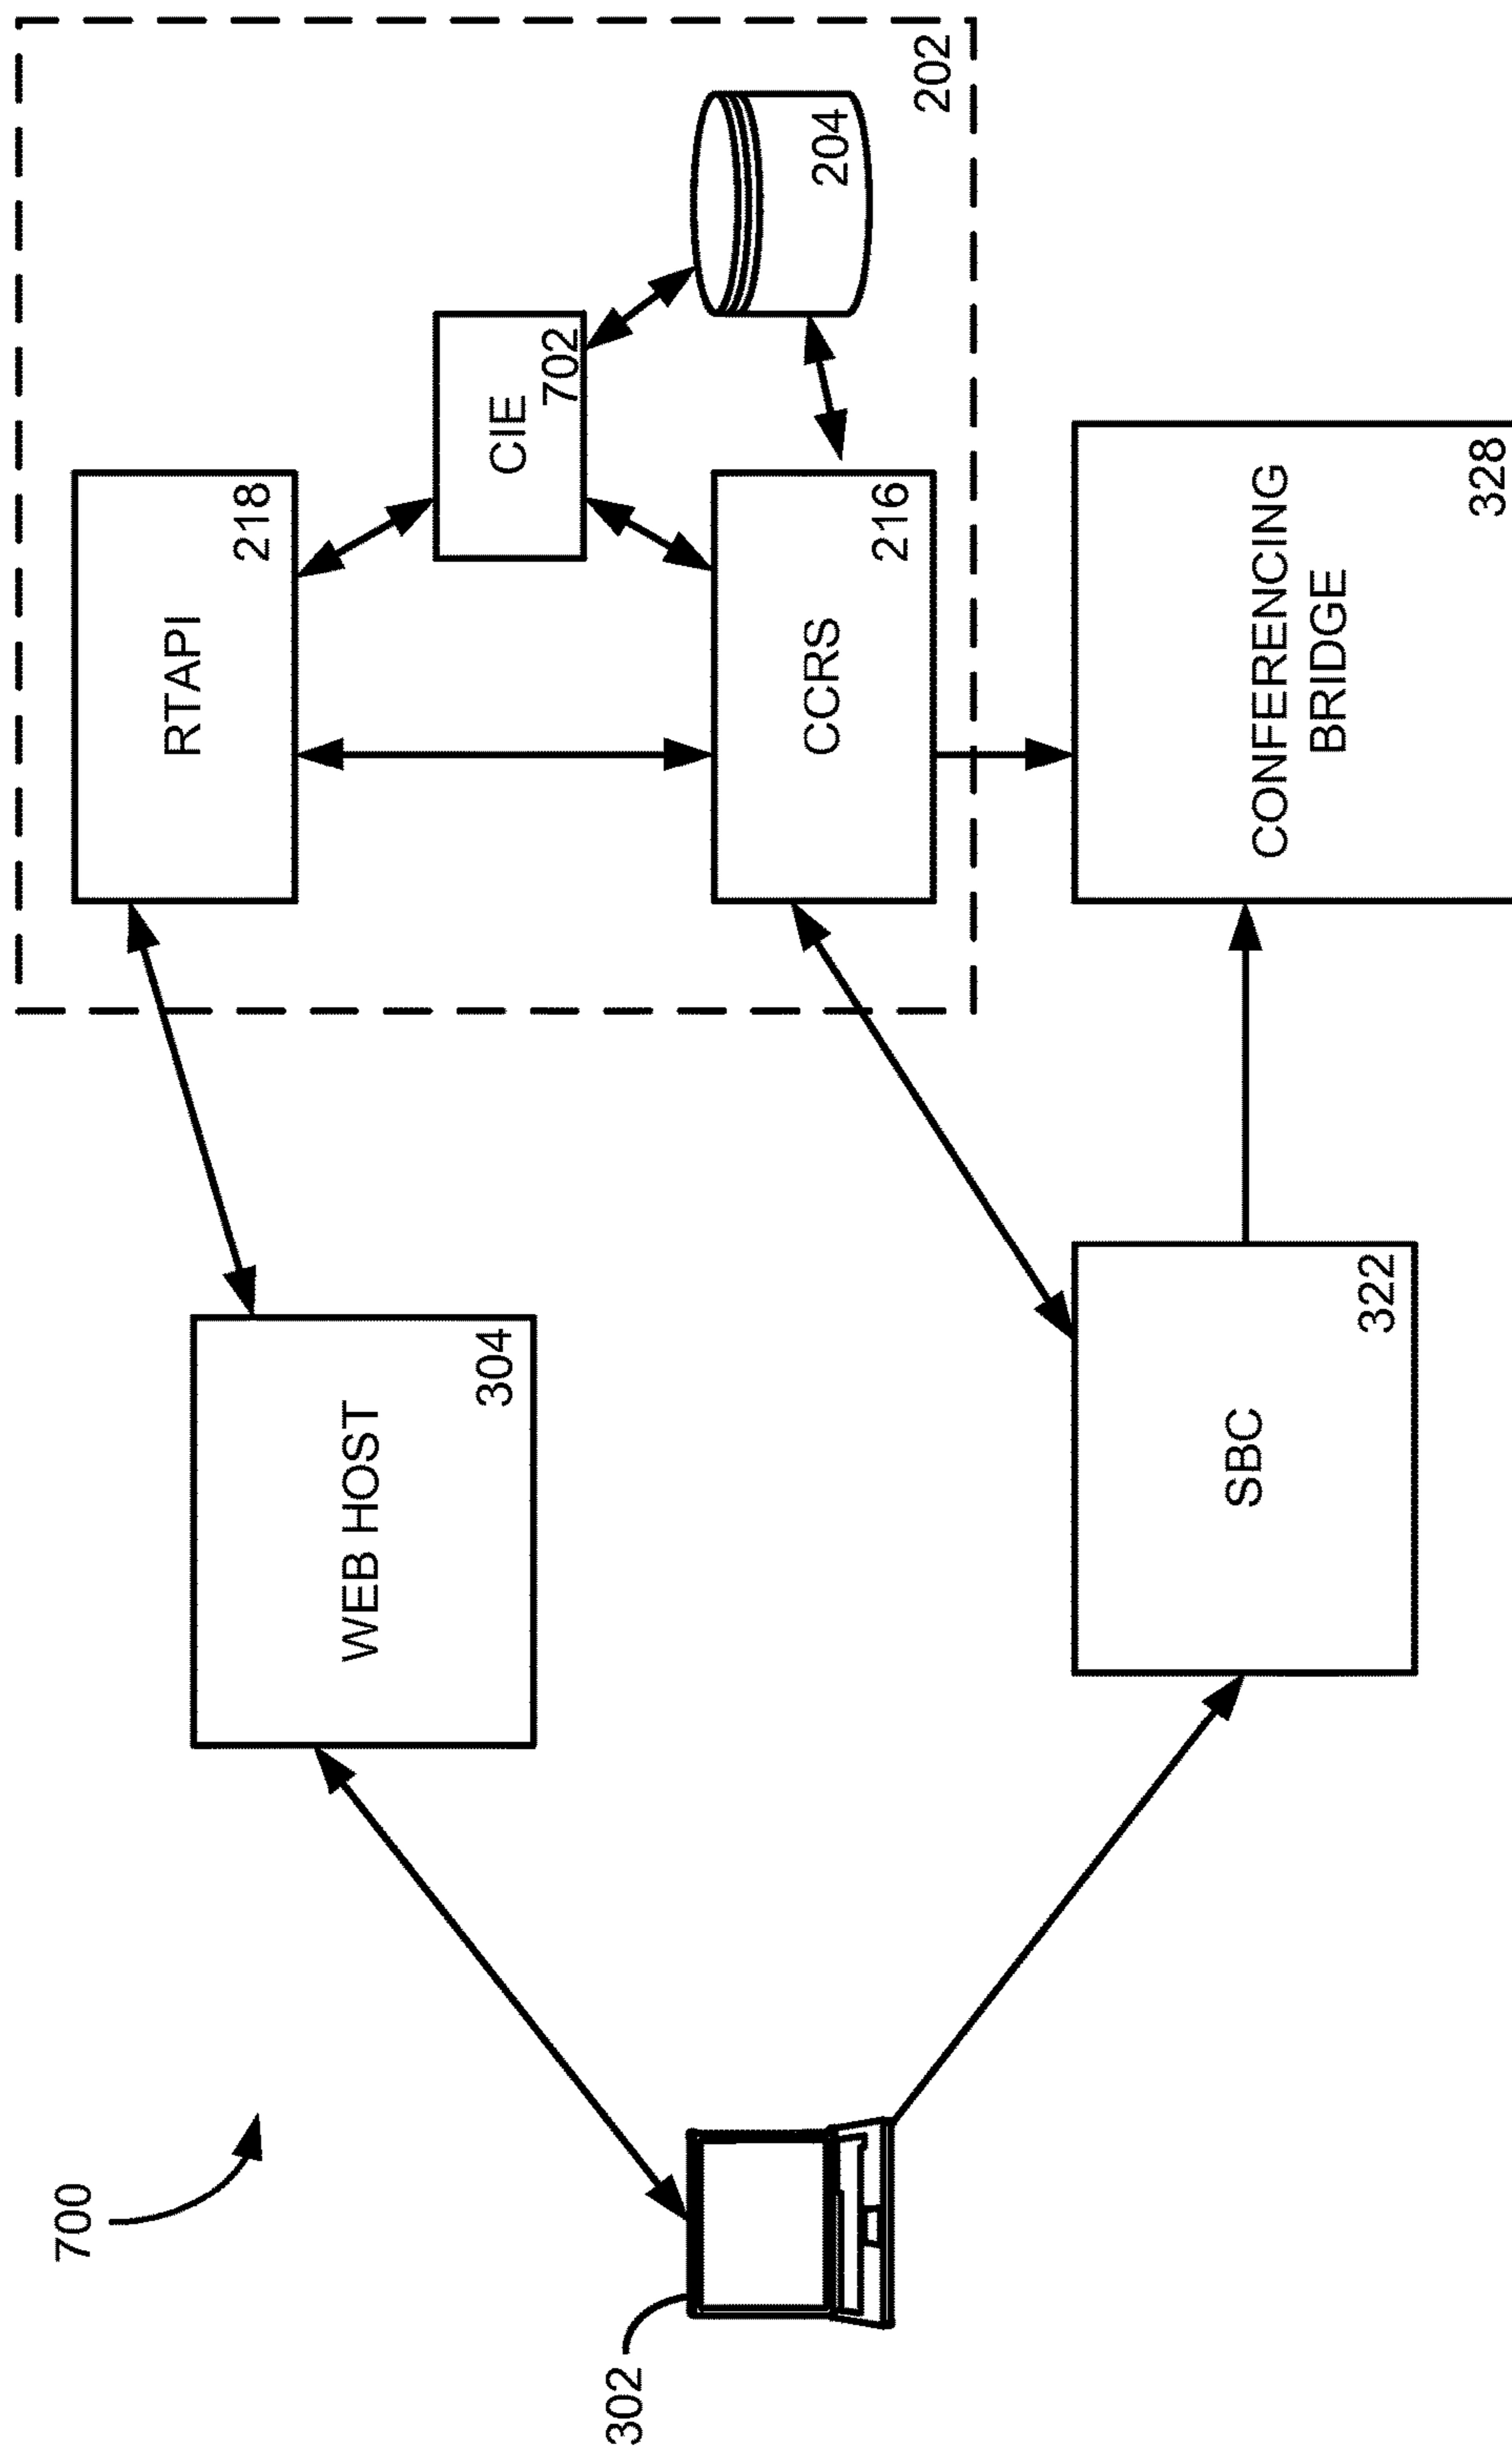 700
302
WEB HOST
304
SBC
322
RTAPI
218
CIE
702
204
CCRS
216
202
CONFERENCING
BRIDGE
328